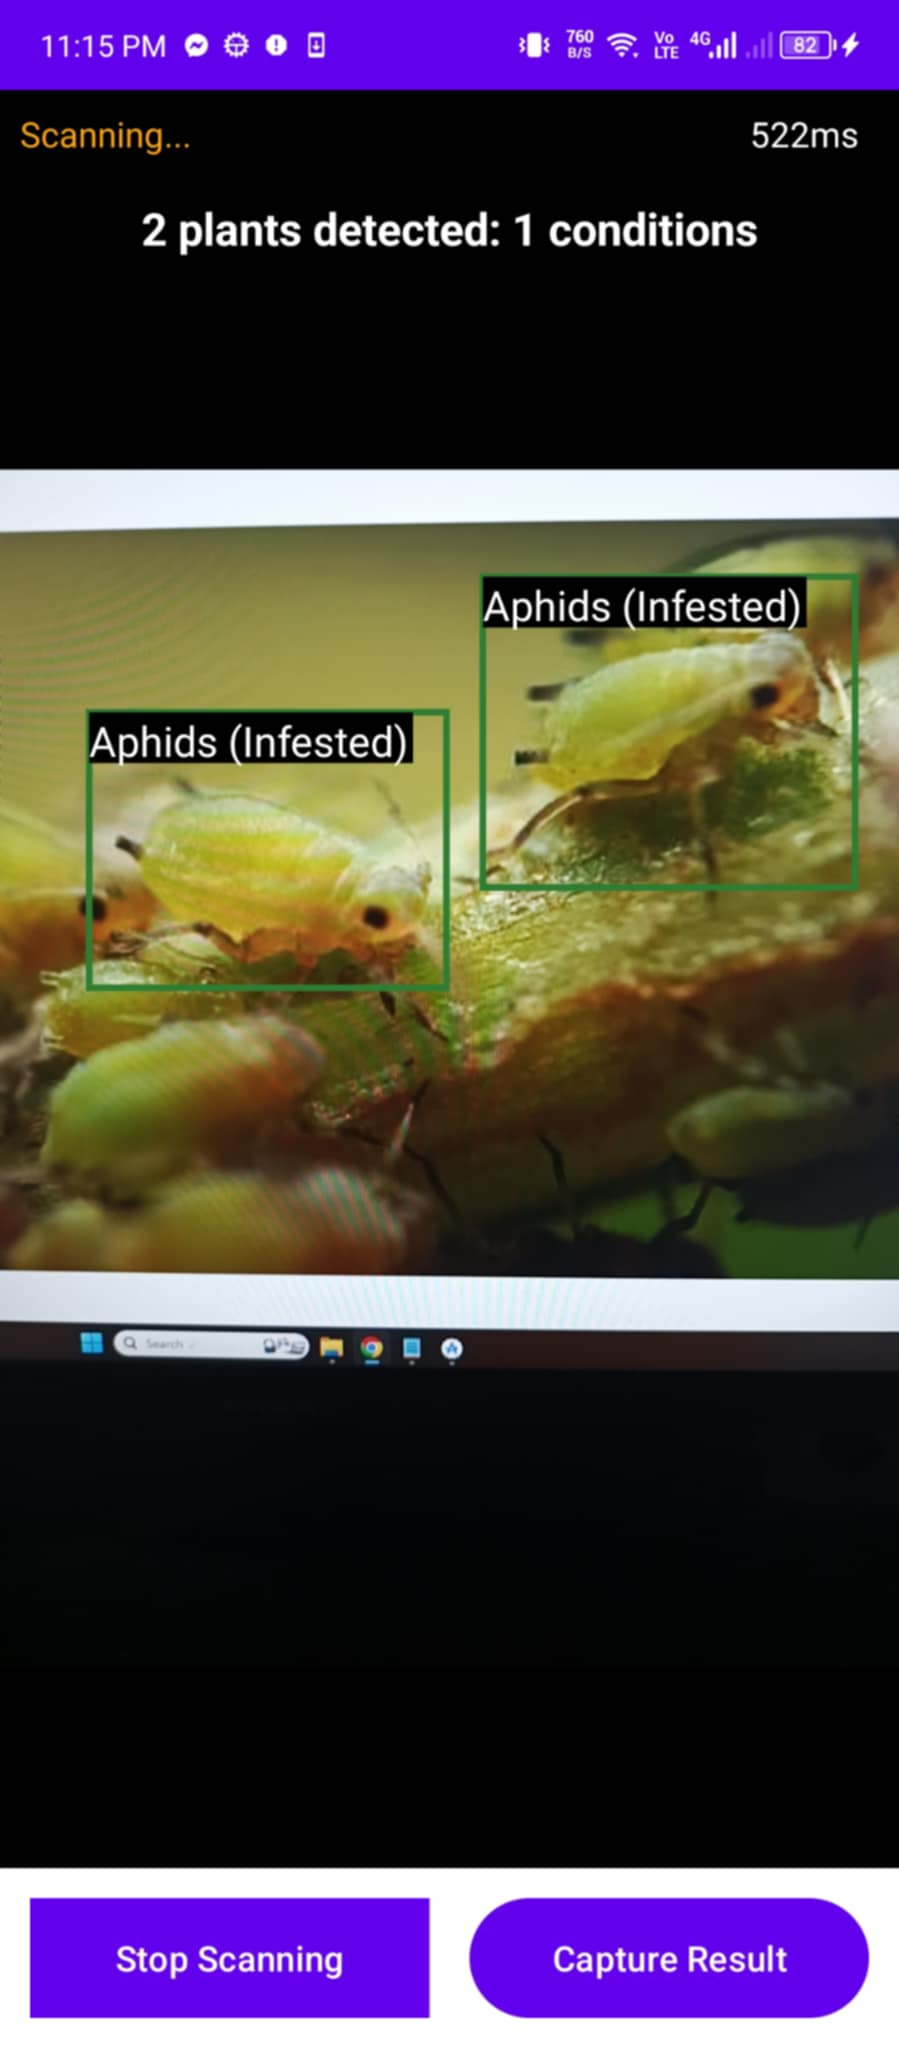 11:15 PM
760
B/S
Vo
LTE
4G
82
Scanning...
522ms
2 plants detected: 1 conditions
Aphids (Infested)
Aphids (Infested)
Search
Stop Scanning
Capture Result